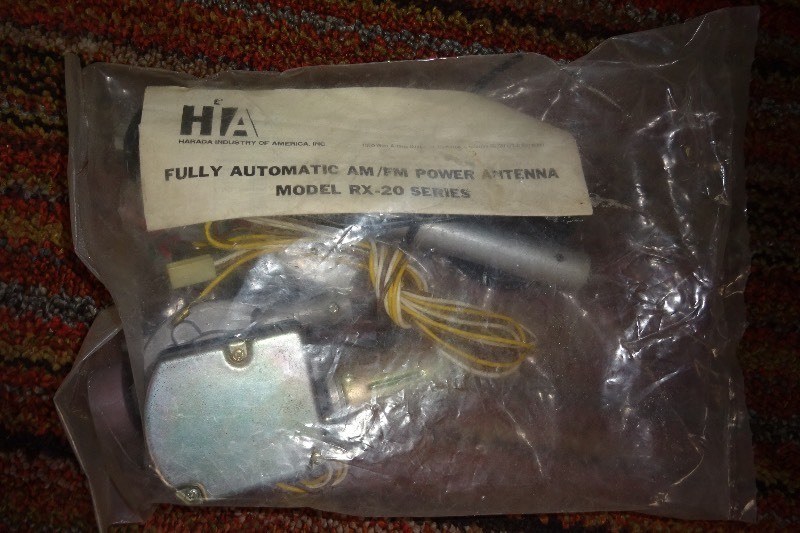 HIA
HARADA INDUSTRY OF AMERICA, INC
FULLY AUTOMATIC AM/FM POWER ANTENNA
MODEL RX-20 SERIES